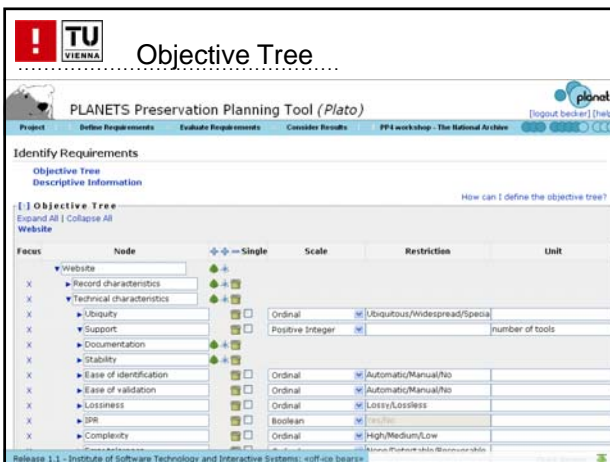 TU
VIENNA
Objective Tree
planets
PLANETS Preservation Planning Tool (Plato)
[logout becker] [help
Project Define Requirements Evaluate Requirements Consider Results PP4 workshop - The National Archive
Identify Requirements
Objective Tree
Descriptive Information
How can I define the objective tree?
[-] Objective Tree
Expand All | Collapse All
Website
Focus Node Single Scale Restriction Unit
Website
X Record characteristics
X Technical characteristics
X Ubiquity Ordinal Ubiquitous/Widespread/Specia
X Support Positive Integer number of tools
X Documentation
X Stability
X Ease of identification Ordinal Automatic/Manual/No
X Ease of validation Ordinal Automatic/Manual/No
X Lossiness Ordinal Lossy/Lossless
X IPR Boolean Yes/No
X Complexity Ordinal High/Medium/Low
Release 1.1 - Institute of Software Technology and Interactive Systems: «off-ice bears»